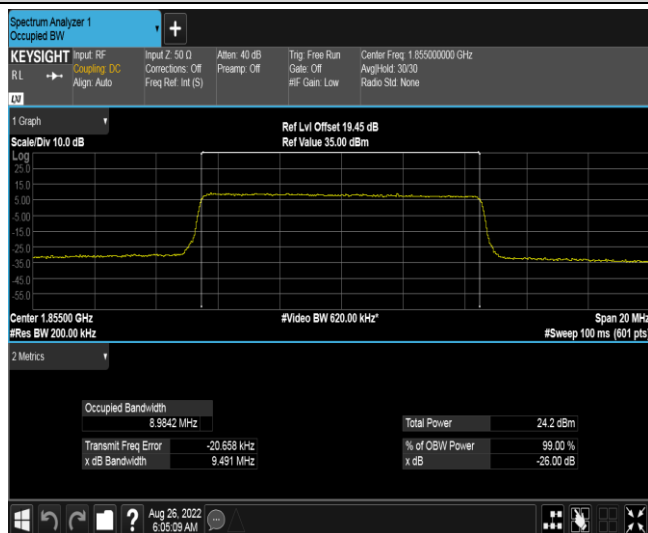 Spectrum Analyzer 1
Occupied BW
KEYSIGHT
RL
LXI
Input: RF
Coupling: DC
Align: Auto
Input Z: 50 Ω
Corrections: Off
Freq Ref: Int (S)
Atten: 40 dB
Preamp: Off
Trig: Free Run
Gate: Off
#IF Gain: Low
Center Freq: 1.855000000 GHz
Avg|Hold: 30/30
Radio Std: None
1 Graph
Scale/Div 10.0 dB
Ref Lvl Offset 19.45 dB
Ref Value 35.00 dBm
Log
25.0
15.0
5.00
-5.00
-15.0
-25.0
-35.0
-45.0
-55.0
Center 1.85500 GHz
#Video BW 620.00 kHz*
Span 20 MHz
#Res BW 200.00 kHz
#Sweep 100 ms (601 pts)
2 Metrics
Occupied Bandwidth
8.9842 MHz
Total Power 24.2 dBm
Transmit Freq Error -20.658 kHz
% of OBW Power 99.00 %
x dB Bandwidth 9.491 MHz
x dB -26.00 dB
Aug 26, 2022
6:05:09 AM